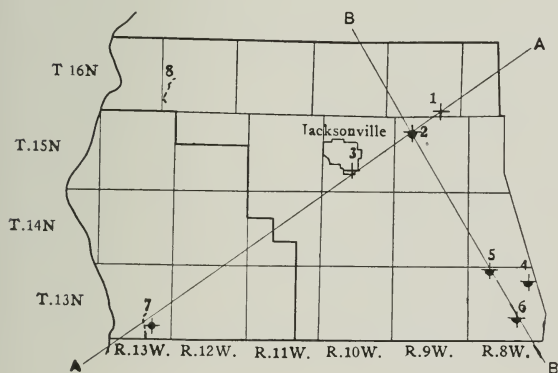 B
A
T 16N
8
1
2
Jacksonville
T.15N
3
T.14N
5
4
T.13N
7
6
R.13W. R.12W. R.11W. R.10W. R.9W. R.8W.
A
B